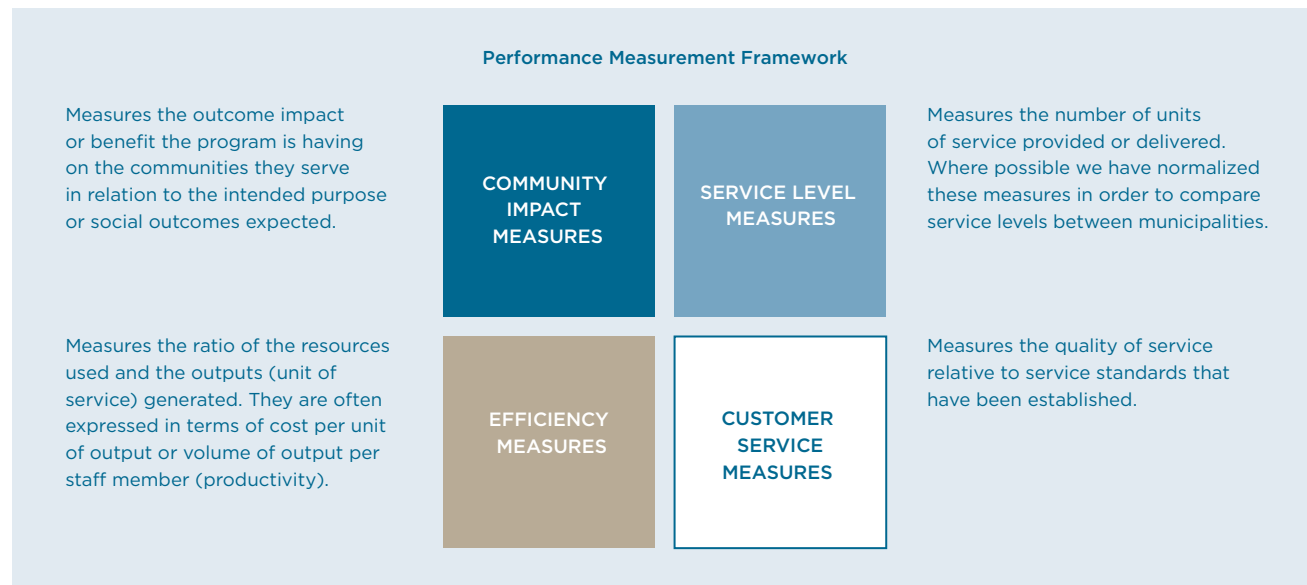 Performance Measurement Framework
Measures the outcome impact
or benefit the program is having
on the communities they serve
in relation to the intended purpose
or social outcomes expected.
COMMUNITY
IMPACT
MEASURES
SERVICE LEVEL
MEASURES
Measures the number of units
of service provided or delivered.
Where possible we have normalized
these measures in order to compare
service levels between municipalities.
Measures the ratio of the resources
used and the outputs (unit of
service) generated. They are often
expressed in terms of cost per unit
of output or volume of output per
staff member (productivity).
EFFICIENCY
MEASURES
CUSTOMER
SERVICE
MEASURES
Measures the quality of service
relative to service standards that
have been established.